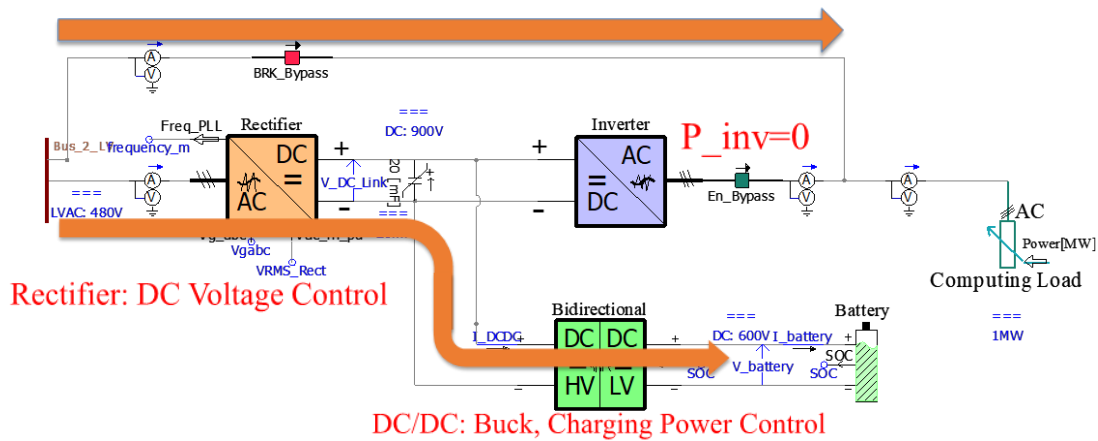 A
V
BRK_Bypass
Freq_PLL
Rectifier
===
DC: 900V
Inverter
P_inv=0
Bus_2_LV
frequency_m
DC
=
AC
+
V_DC_Link
-
20 [mF]
+
===
+
-
AC
=
DC
A
V
En_Bypass
A
V
A
V
===
LVAC: 480V
Vgabc
VRMS_Rect
AC
Power[MW]
Computing Load
===
1MW
Rectifier: DC Voltage Control
Bidirectional
Battery
I_DCDC
+
-
DC DC
HV LV
+
-
===
DC: 600V
I_battery
V_battery
SOC
SOC
SOC
+
-
DC/DC: Buck, Charging Power Control